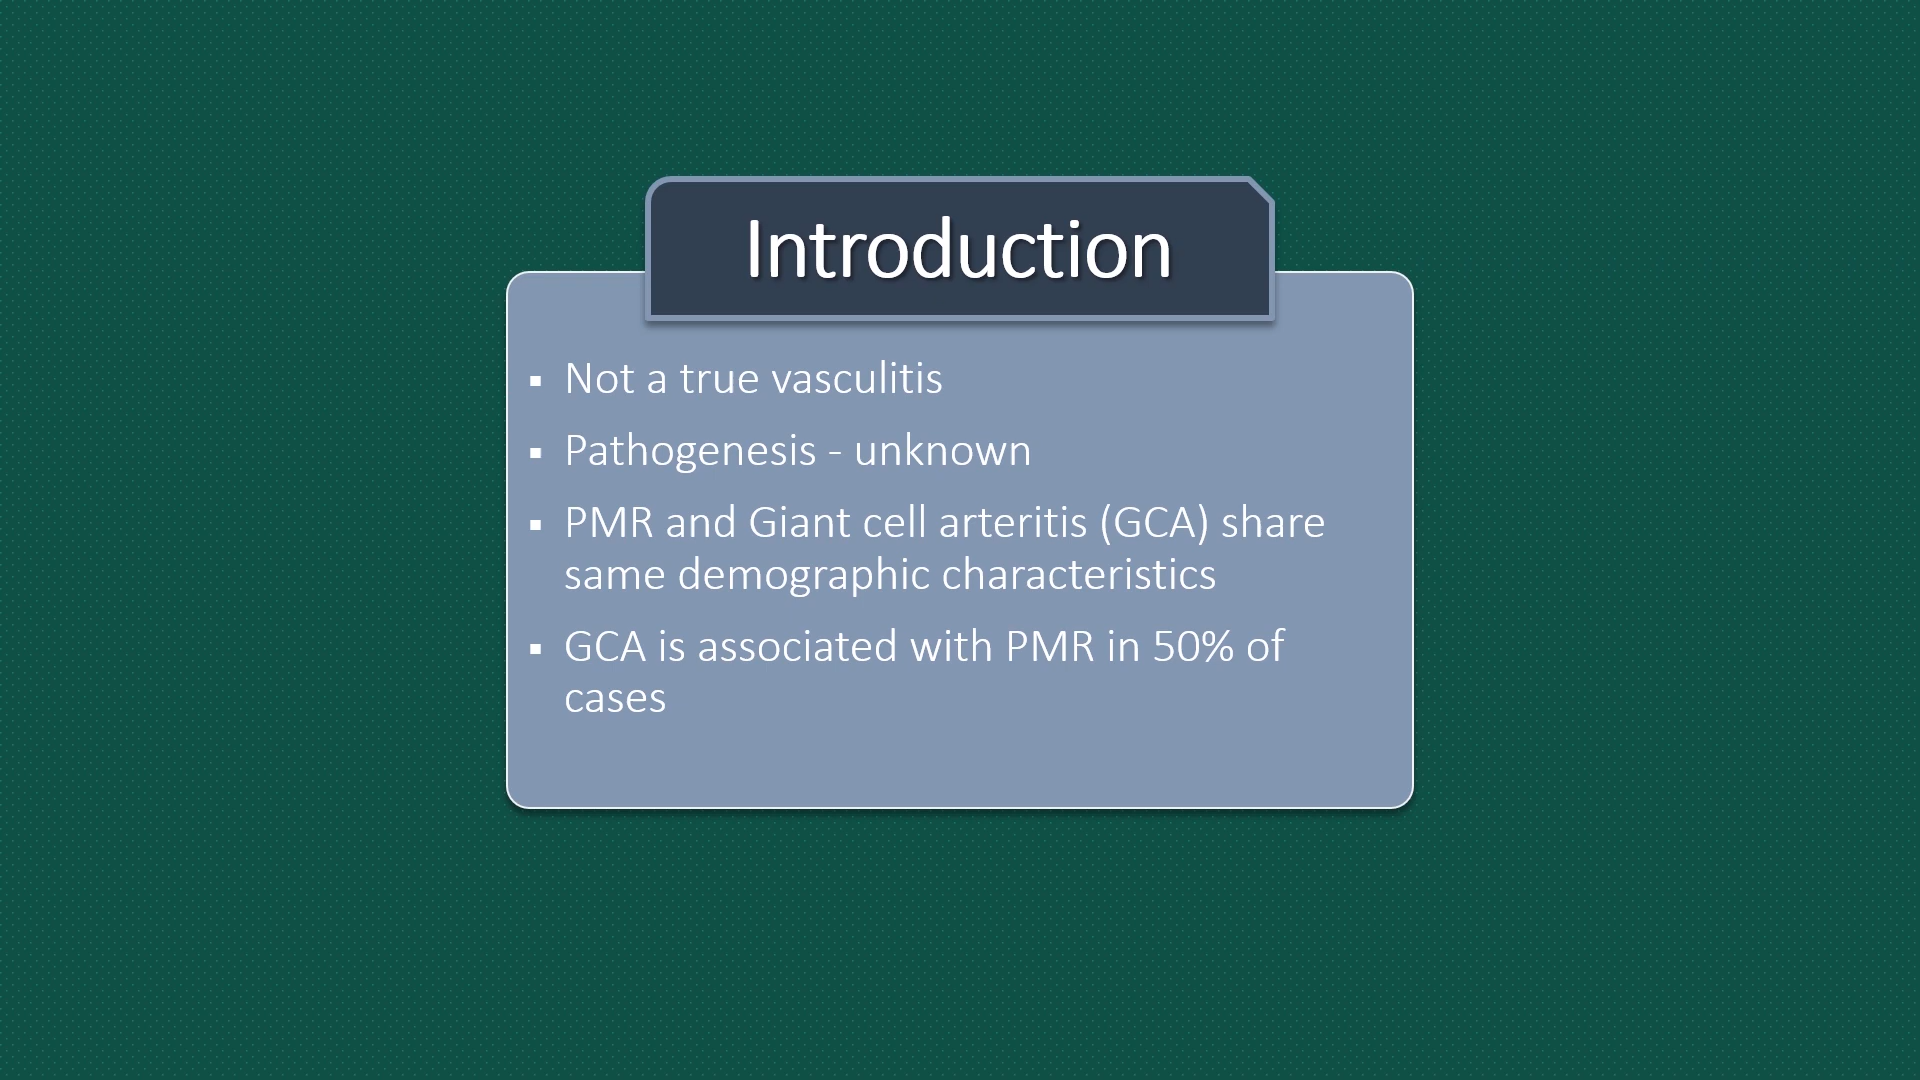 Introduction
▪ Not a true vasculitis
▪ Pathogenesis - unknown
▪ PMR and Giant cell arteritis (GCA) share
same demographic characteristics
▪ GCA is associated with PMR in 50% of
cases